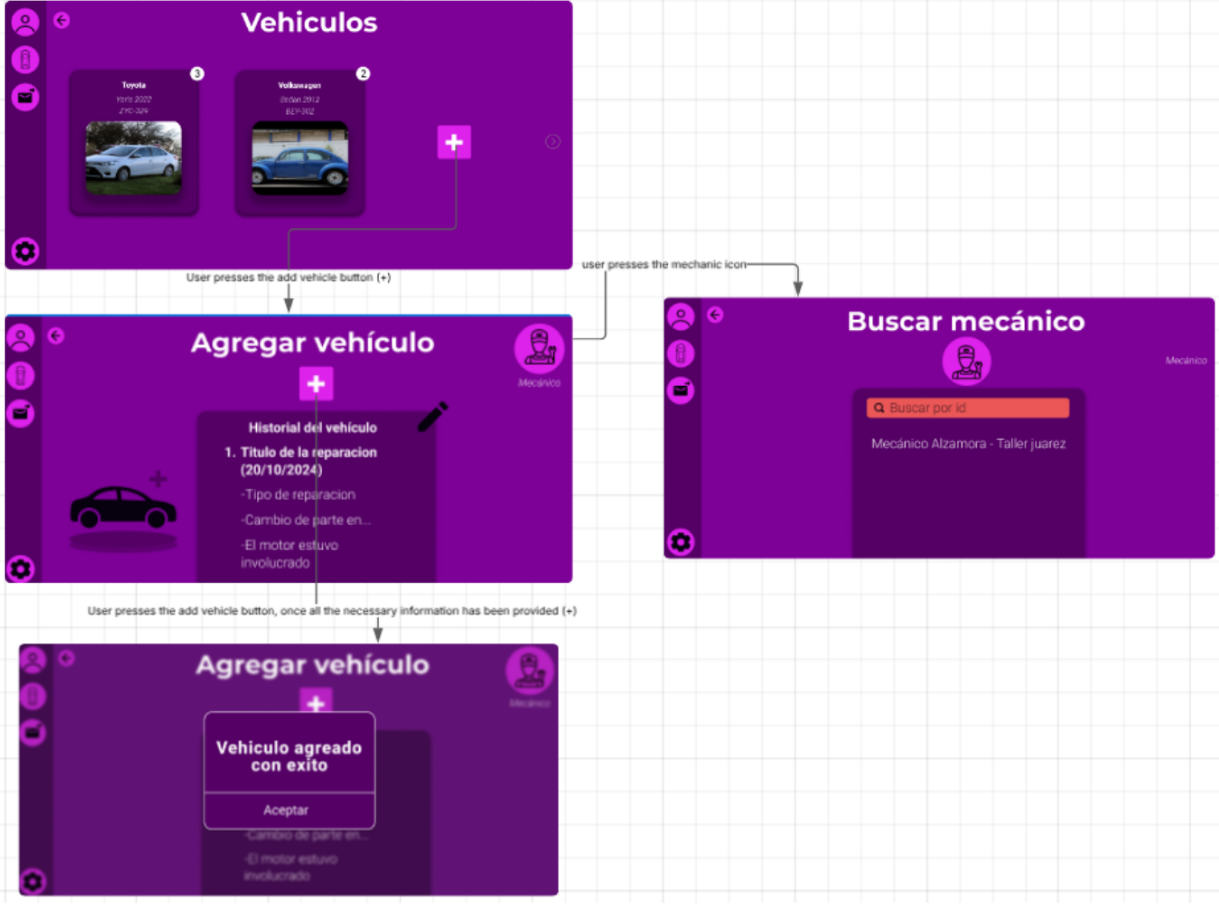 Vehiculos
3
2
Toyota
Volkswagen
Yaris 2022
Sedan 2012
User presses the add vehicle button (+)
user presses the mechanic icon
Agregar vehículo
Mecánico
Historial del vehículo
1. Titulo de la reparacion
(20/10/2024)
-Tipo de reparacion
-Cambio de parte en...
-El motor estuvo
involucrado
Buscar mecánico
Mecánico
Buscar por id
Mecánico Alzamora - Taller juarez
User presses the add vehicle button, once all the necessary information has been provided (+)
Agregar vehículo
Mecánico
Vehiculo agreado
con exito
Aceptar
-Cambio de parte en...
-El motor estuvo
involucrado